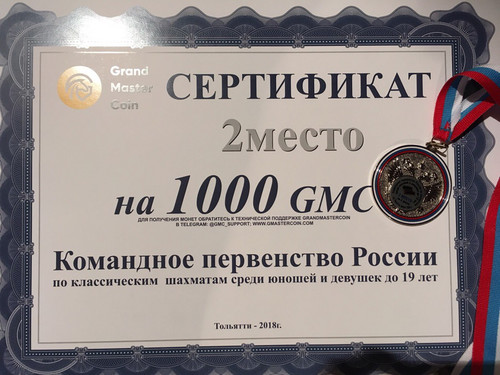 Grand
Master
Coin
СЕРТИФИКАТ
2место
на 1000 GMC
ДЛЯ ПОЛУЧЕНИЯ МОНЕТ ОБРАТИТЕСЬ К ТЕХНИЧЕСКОЙ ПОДДЕРЖКЕ GRANDMASTERCOIN
В TELEGRAM: @GMC_SUPPORT; WWW.GMASTERCOIN.COM
Командное первенство России
по классическим шахматам среди юношей и девушек до 19 лет
Тольятти - 2018г.